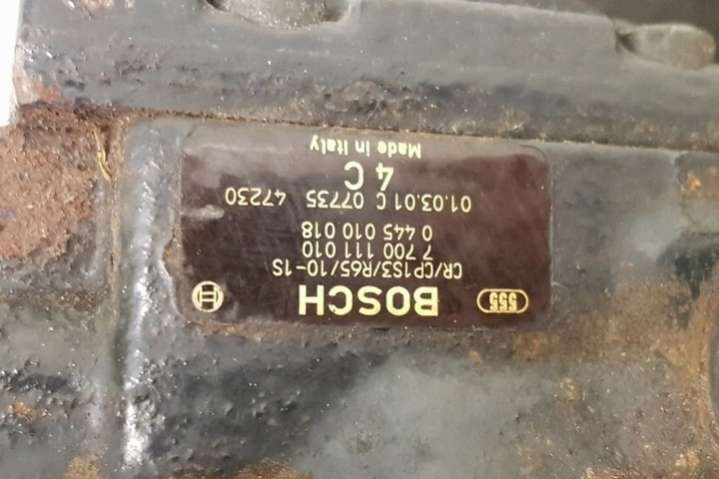 555 BOSCH
CR/CP1S3/R65/10-1S
7 700 111 010
0 445 010 018
01.03.01 C 07735 47230
4 C
Made in Italy